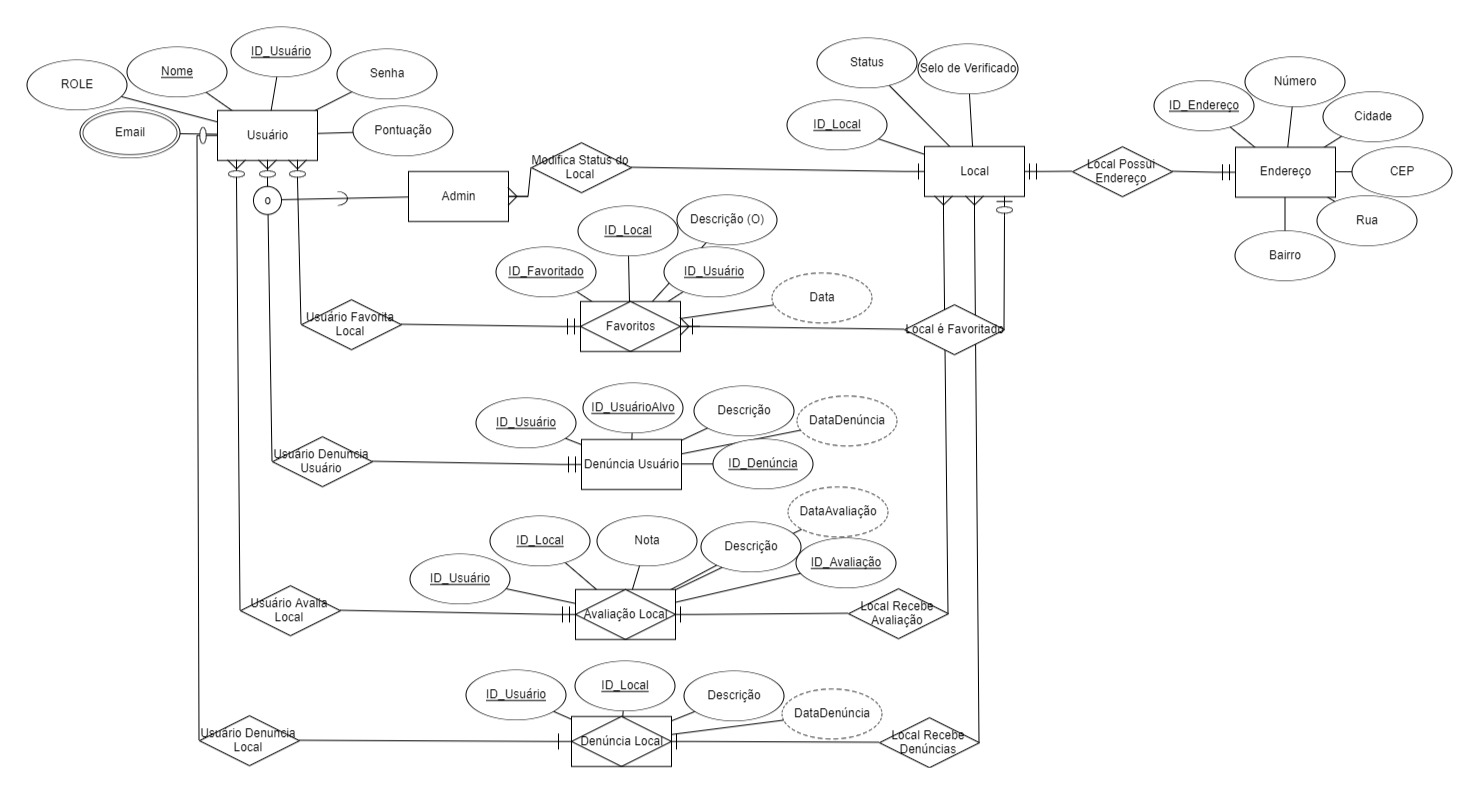 ID_Usuário
Nome
Senha
ROLE
Email
Usuário
Pontuação
Status
Selo de Verificado
ID_Local
Local
Número
ID_Endereço
Cidade
Local Possui
Endereço
Endereço
CEP
Rua
Bairro
Modifica Status do
Local
o
Admin
Descrição (O)
ID_Local
ID_Favoritado
ID_Usuário
Data
Usuário Favorita
Local
Favoritos
Local é Favoritado
ID_Usuário
ID_UsuárioAlvo
Descrição
DataDenúncia
Usuário Denuncia
Usuário
Denúncia Usuário
ID_Denúncia
DataAvaliação
ID_Local
Nota
Descrição
ID_Avaliação
ID_Usuário
Usuário Avalia
Local
Avaliação Local
Local Recebe
Avaliação
ID_Usuário
ID_Local
Descrição
DataDenúncia
Usuário Denuncia
Local
Denúncia Local
Local Recebe
Denúncias